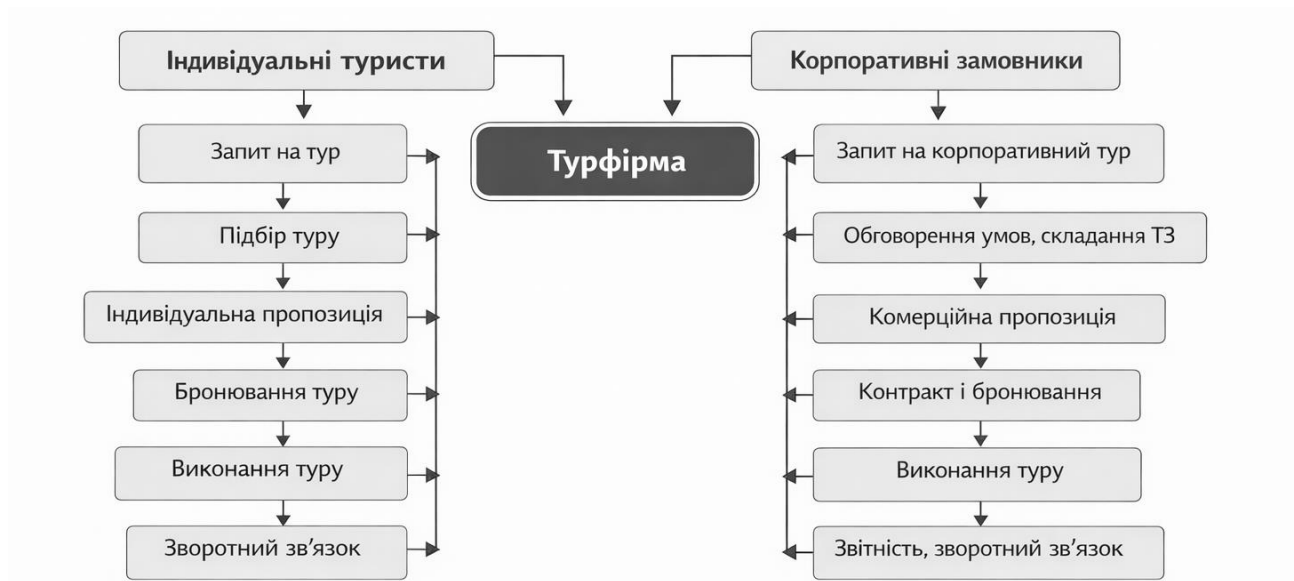 Індивідуальні туристи
Корпоративні замовники
Турфірма
Запит на тур
Підбір туру
Індивідуальна пропозиція
Бронювання туру
Виконання туру
Зворотний зв'язок
Запит на корпоративний тур
Обговорення умов, складання ТЗ
Комерційна пропозиція
Контракт і бронювання
Виконання туру
Звітність, зворотний зв'язок